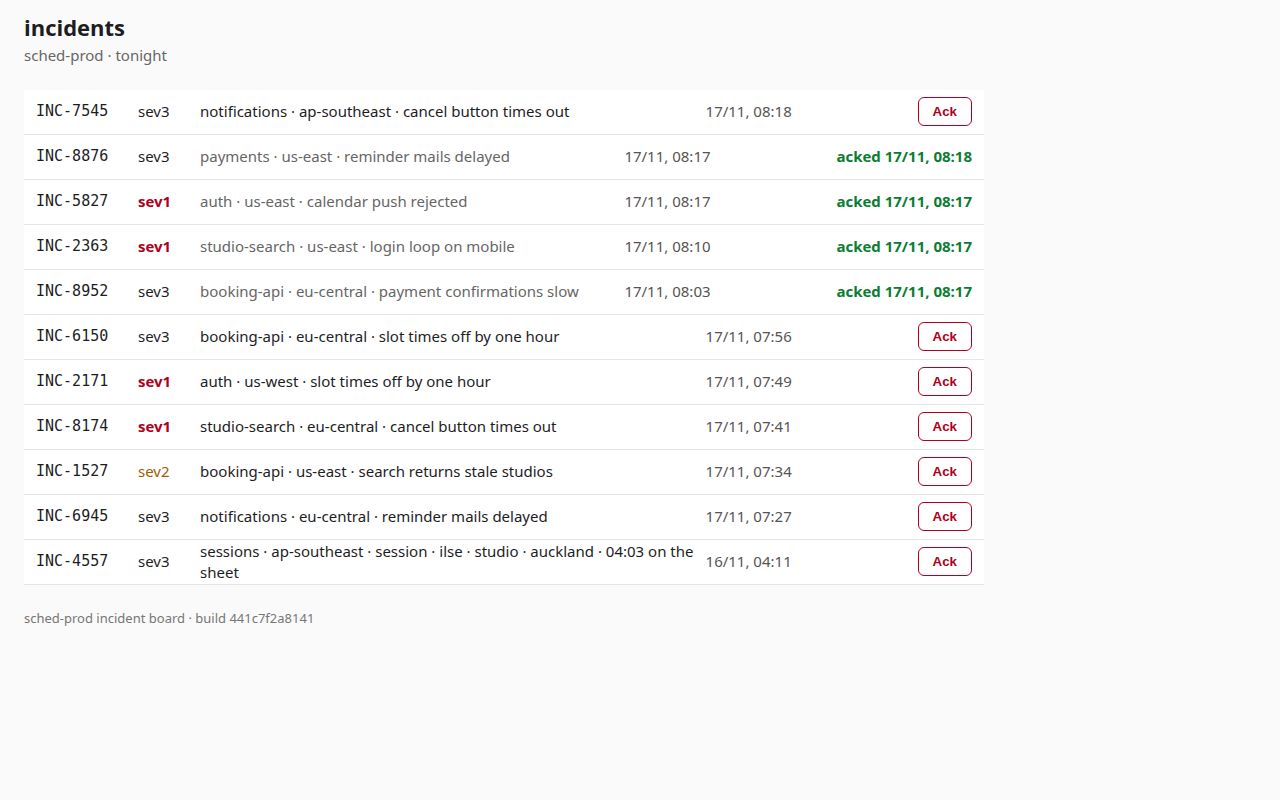 incidents
sched-prod · tonight
INC-7545 sev3 notifications · ap-southeast · cancel button times out 17/11, 08:18 Ack
INC-8876 sev3 payments · us-east · reminder mails delayed 17/11, 08:17 acked 17/11, 08:18
INC-5827 sev1 auth · us-east · calendar push rejected 17/11, 08:17 acked 17/11, 08:17
INC-2363 sev1 studio-search · us-east · login loop on mobile 17/11, 08:10 acked 17/11, 08:17
INC-8952 sev3 booking-api · eu-central · payment confirmations slow 17/11, 08:03 acked 17/11, 08:17
INC-6150 sev3 booking-api · eu-central · slot times off by one hour 17/11, 07:56 Ack
INC-2171 sev1 auth · us-west · slot times off by one hour 17/11, 07:49 Ack
INC-8174 sev1 studio-search · eu-central · cancel button times out 17/11, 07:41 Ack
INC-1527 sev2 booking-api · us-east · search returns stale studios 17/11, 07:34 Ack
INC-6945 sev3 notifications · eu-central · reminder mails delayed 17/11, 07:27 Ack
INC-4557 sev3 sessions · ap-southeast · session · ilse · studio · auckland · 04:03 on the 16/11, 04:11 Ack
sheet
sched-prod incident board · build 441c7f2a8141